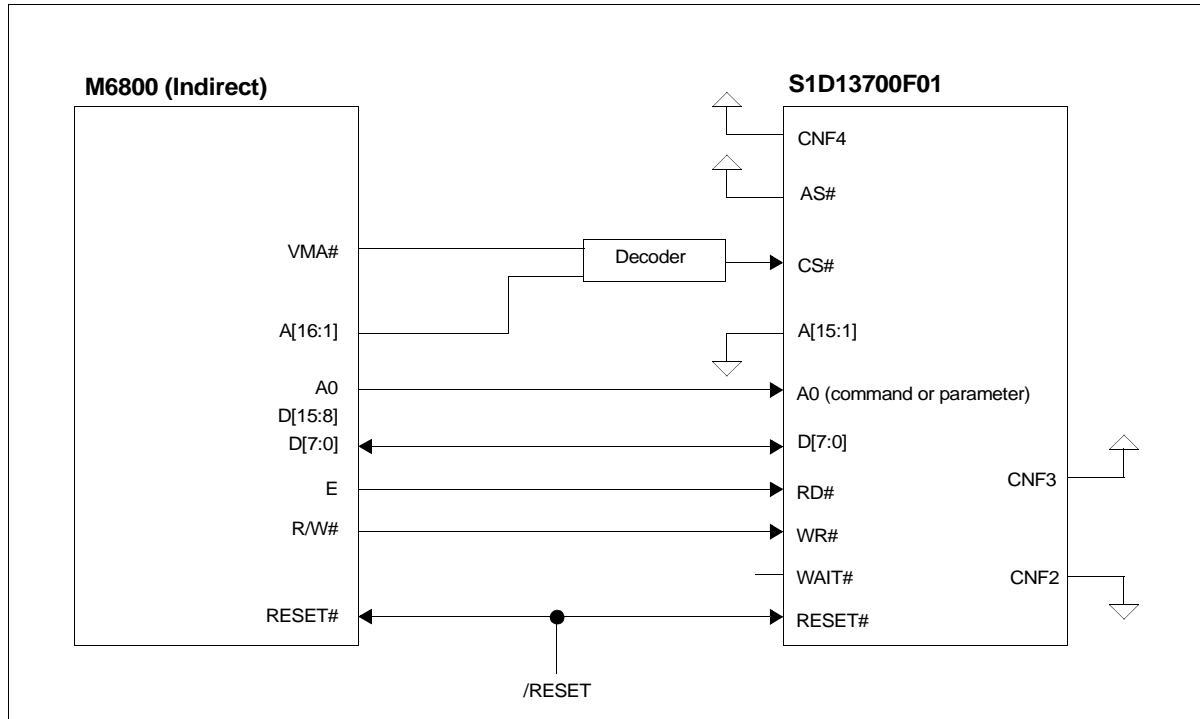 M6800 (Indirect)
S1D13700F01
CNF4
AS#
VMA#
Decoder
CS#
A[16:1]
A[15:1]
A0
A0 (command or parameter)
D[15:8]
D[7:0]
D[7:0]
CNF3
E
RD#
R/W#
WR#
WAIT#
CNF2
RESET#
RESET#
/RESET